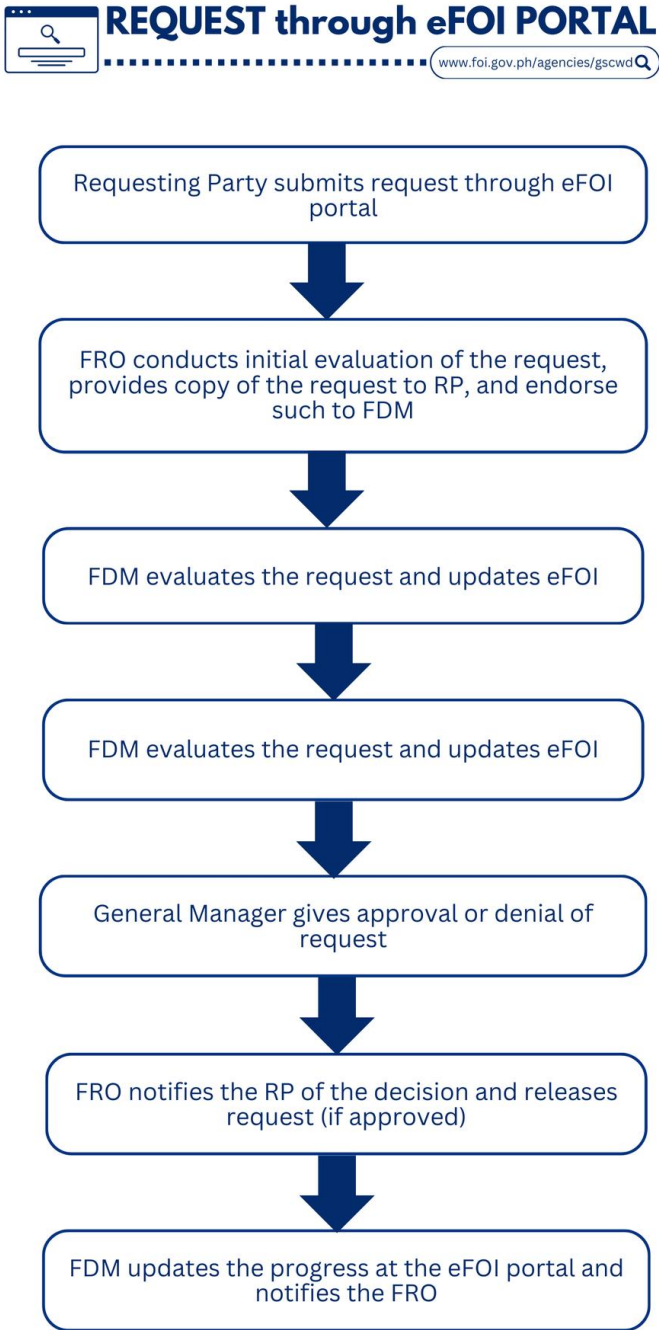 REQUEST through eFOI PORTAL
www.foi.gov.ph/agencies/gscwd
Requesting Party submits request through eFOI
portal
FRO conducts initial evaluation of the request,
provides copy of the request to RP, and endorse
such to FDM
FDM evaluates the request and updates eFOI
FDM evaluates the request and updates eFOI
General Manager gives approval or denial of
request
FRO notifies the RP of the decision and releases
request (if approved)
FDM updates the progress at the eFOI portal and
notifies the FRO